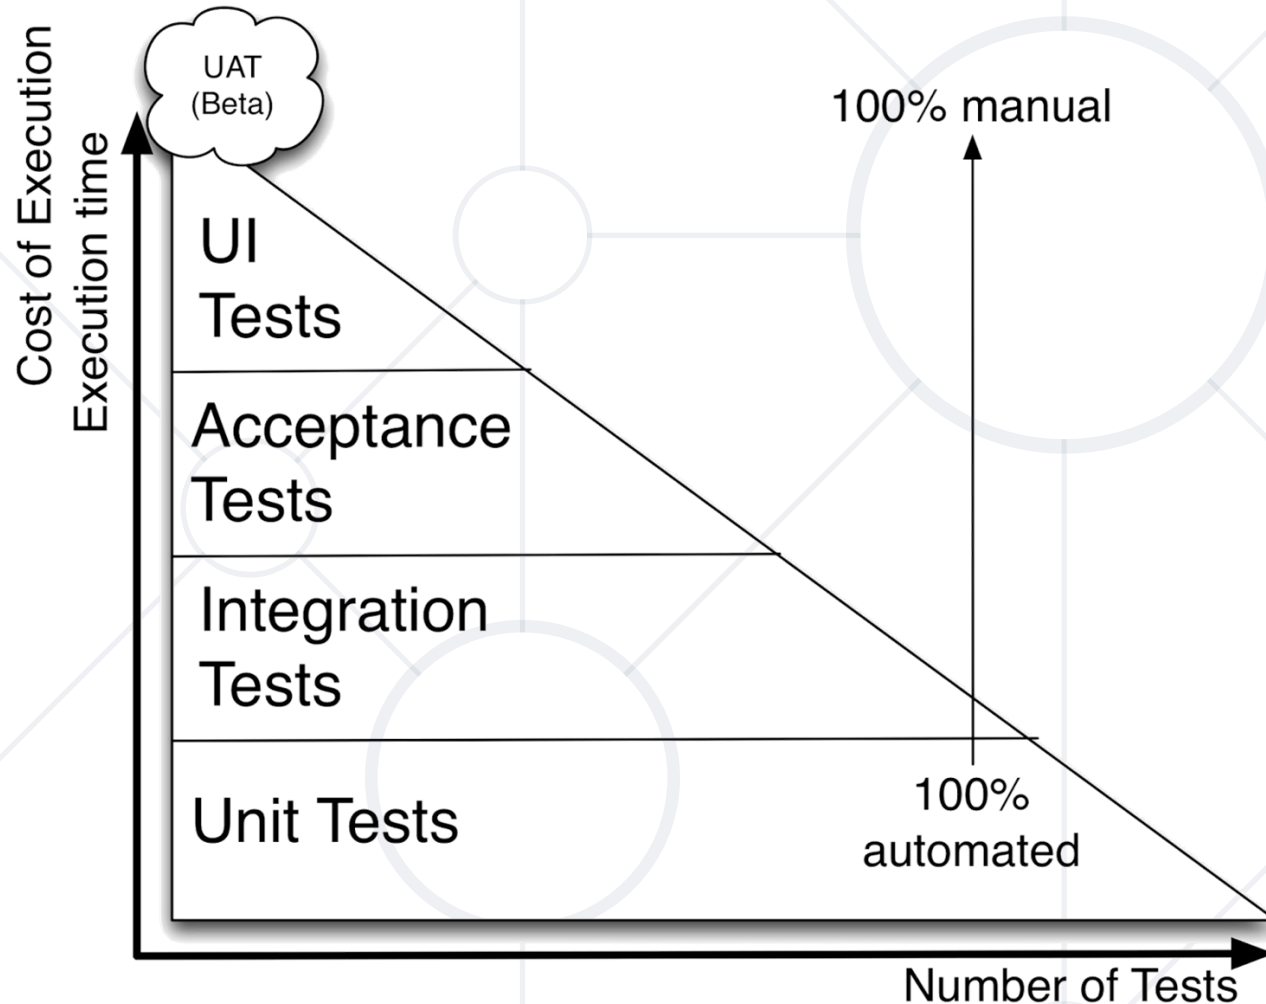 UAT
(Beta)
Cost of Execution
Execution time
100% manual
UI
Tests
Acceptance
Tests
Integration
Tests
Unit Tests
100%
automated
Number of Tests